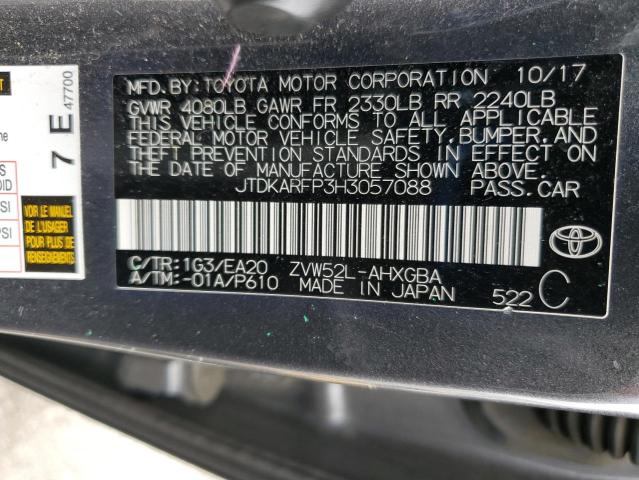 MFD. BY: TOYOTA MOTOR CORPORATION 10/17
GVWR 4080LB GAWR FR 2330LB RR 2240LB
THIS VEHICLE CONFORMS TO ALL APPLICABLE
FEDERAL MOTOR VEHICLE SAFETY, BUMPER, AND
THEFT PREVENTION STANDARDS IN EFFECT ON
THE DATE OF MANUFACTURE SHOWN ABOVE.
JTDKARFP3H3057088 PASS. CAR
C/TR: 1G3/EA20 ZVW52L-AHXGBA
A/TM: -01A/P610 MADE IN JAPAN 522 C
TOYOTA
7 E
47700
VOIR LE MANUEL
DE L'USAGER
POUR PLUS DE
RENSEIGNEMENTS